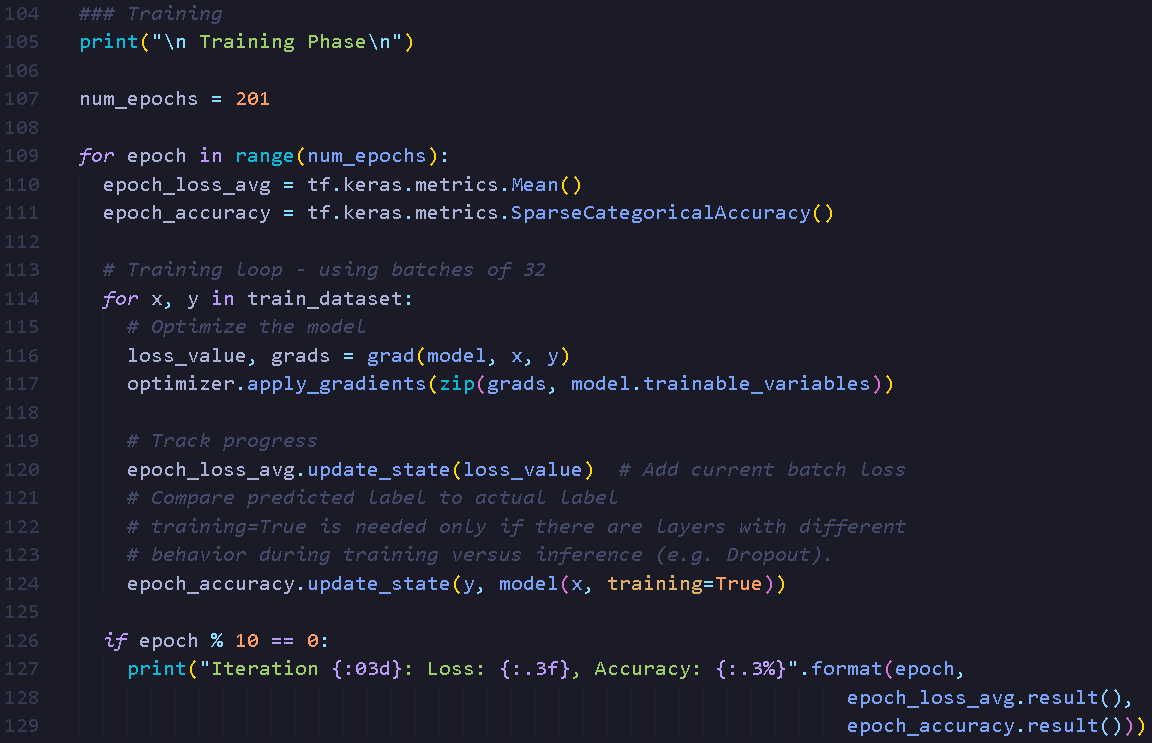 104 ### Training
105 print("\n Training Phase\n")
106
107 num_epochs = 201
108
109 for epoch in range(num_epochs):
110   epoch_loss_avg = tf.keras.metrics.Mean()
111   epoch_accuracy = tf.keras.metrics.SparseCategoricalAccuracy()
112
113   # Training loop - using batches of 32
114   for x, y in train_dataset:
115     # Optimize the model
116     loss_value, grads = grad(model, x, y)
117     optimizer.apply_gradients(zip(grads, model.trainable_variables))
118
119     # Track progress
120     epoch_loss_avg.update_state(loss_value)  # Add current batch loss
121     # Compare predicted label to actual label
122     # training=True is needed only if there are layers with different
123     # behavior during training versus inference (e.g. Dropout).
124     epoch_accuracy.update_state(y, model(x, training=True))
125
126   if epoch % 10 == 0:
127     print("Iteration {:03d}: Loss: {:.3f}, Accuracy: {:.3%}".format(epoch,
128                                                                 epoch_loss_avg.result(),
129                                                                 epoch_accuracy.result()))